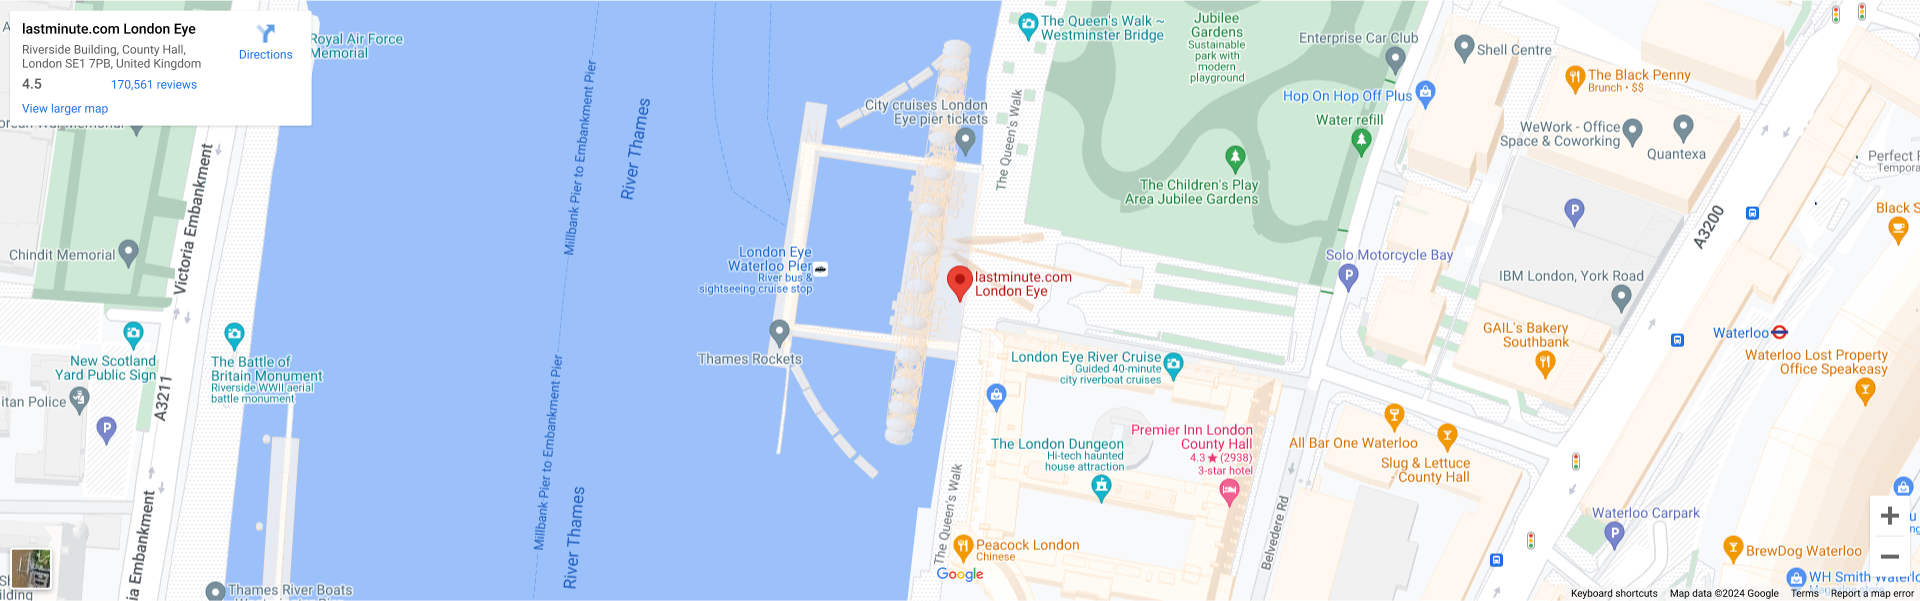 lastminute.com London Eye
Riverside Building, County Hall,
London SE1 7PB, United Kingdom
4.5
170,561 reviews
View larger map
Directions
Royal Air Force
Memorial
Victoria Embankment
Chindit Memorial
New Scotland
Yard Public Sign
itan Police
A3211
The Battle of
Britain Monument
Riverside WWII aerial
battle monument
ia Embankment
Thames River Boats
Millbank Pier to Embankment Pier
River Thames
Millbank Pier to Embankment Pier
River Thames
City cruises London
Eye pier tickets
London Eye
Waterloo Pier
River bus &
sightseeing cruise stop
Thames Rockets
The Queen's Walk ~
Westminster Bridge
The Queen's Walk
Jubilee
Gardens
Sustainable
park with
modern
playground
The Children's Play
Area Jubilee Gardens
lastminute.com
London Eye
London Eye River Cruise
Guided 40-minute
city riverboat cruises
The London Dungeon
Hi-tech haunted
house attraction
Premier Inn London
County Hall
4.3★(2938)
3-star hotel
The Queen's Walk
Peacock London
Chinese
Google
Enterprise Car Club
Hop On Hop Off Plus
Water refill
Shell Centre
The Black Penny
Brunch • $$
WeWork - Office
Space & Coworking
Quantexa
P
Solo Motorcycle Bay
P
IBM London, York Road
GAIL's Bakery
Southbank
All Bar One Waterloo
Slug & Lettuce
County Hall
Belvedere Rd
A3200
Perfect
Tempora
Black S
Waterloo
Waterloo Lost Property
Office Speakeasy
Waterloo Carpark
P
BrewDog Waterloo
WH Smith Waterlo
P
Keyboard shortcuts
Map data ©2024 Google
Terms
Report a map error